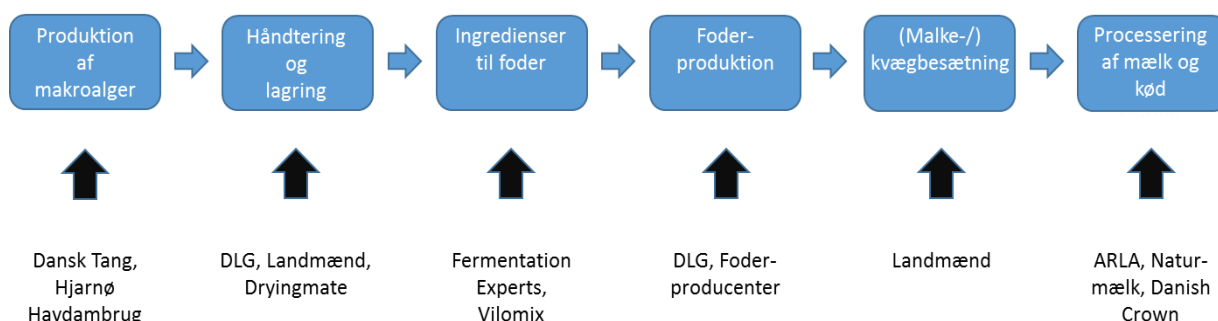 Produktion
af
makroalger
Håndtering
og
lagring
Ingredienser
til foder
Foder-
produktion
(Malke-/)
kvægbesætning
Processering
af mælk og
kød
Dansk Tang,
Hjarnø
Havdambrug
DLG, Landmænd,
Dryingmate
Fermentation
Experts,
Vilomix
DLG, Foder-
producenter
Landmænd
ARLA, Natur-
mælk, Danish
Crown